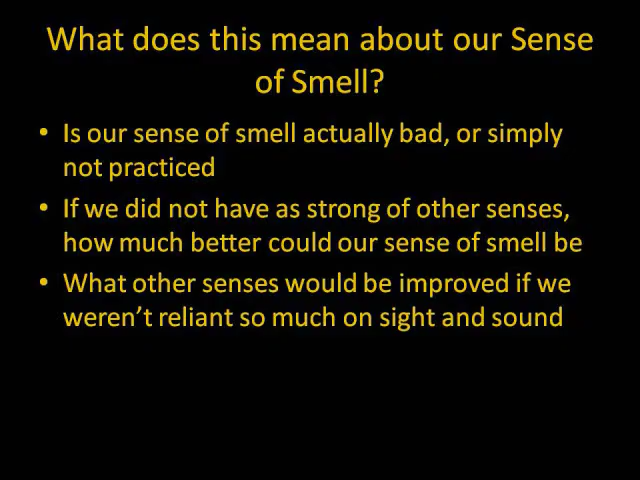 What does this mean about our Sense
of Smell?
• Is our sense of smell actually bad, or simply
not practiced
• If we did not have as strong of other senses,
how much better could our sense of smell be
• What other senses would be improved if we
weren’t reliant so much on sight and sound